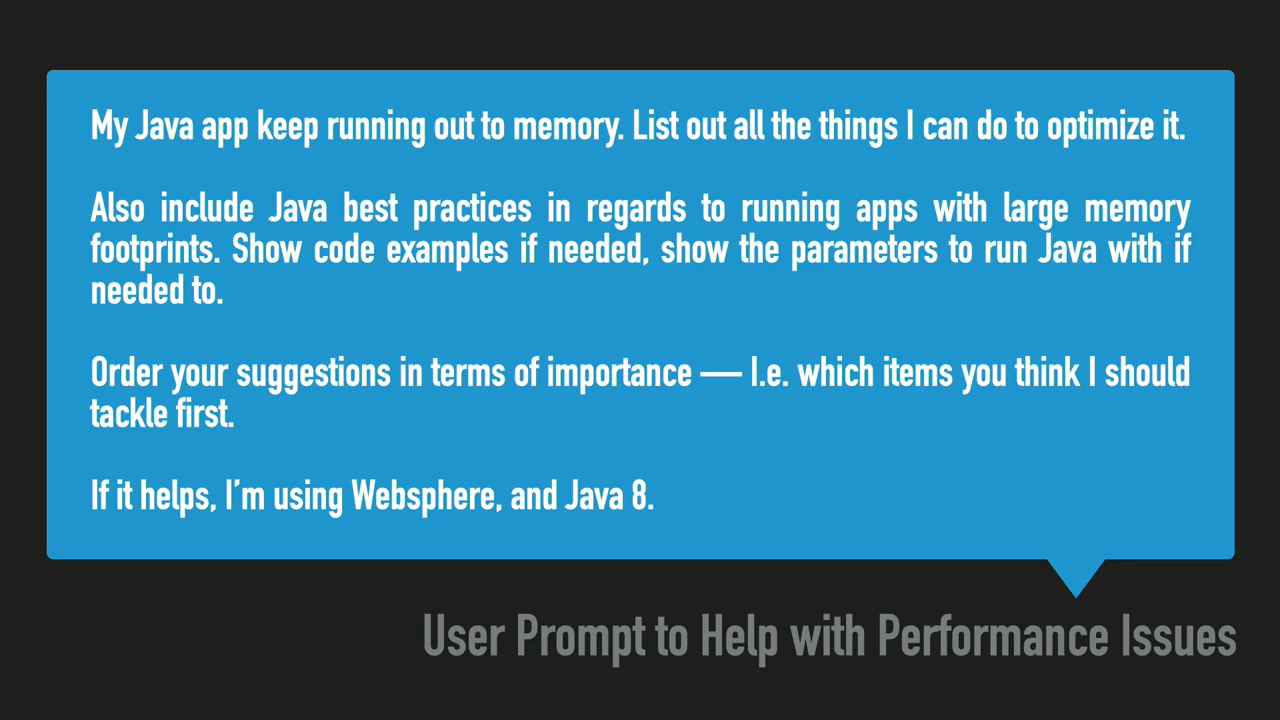 My Java app keep running out to memory. List out all the things I can do to optimize it.
Also include Java best practices in regards to running apps with large memory
footprints. Show code examples if needed, show the parameters to run Java with if
needed to.
Order your suggestions in terms of importance — I.e. which items you think I should
tackle first.
If it helps, I’m using Websphere, and Java 8.
User Prompt to Help with Performance Issues